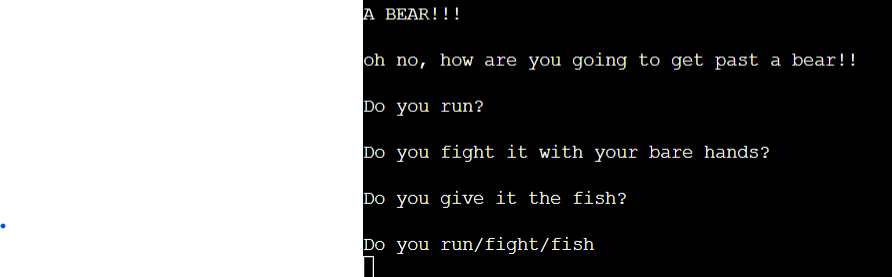 A BEAR!!!
oh no, how are you going to get past a bear!!
Do you run?
Do you fight it with your bare hands?
Do you give it the fish?
Do you run/fight/fish